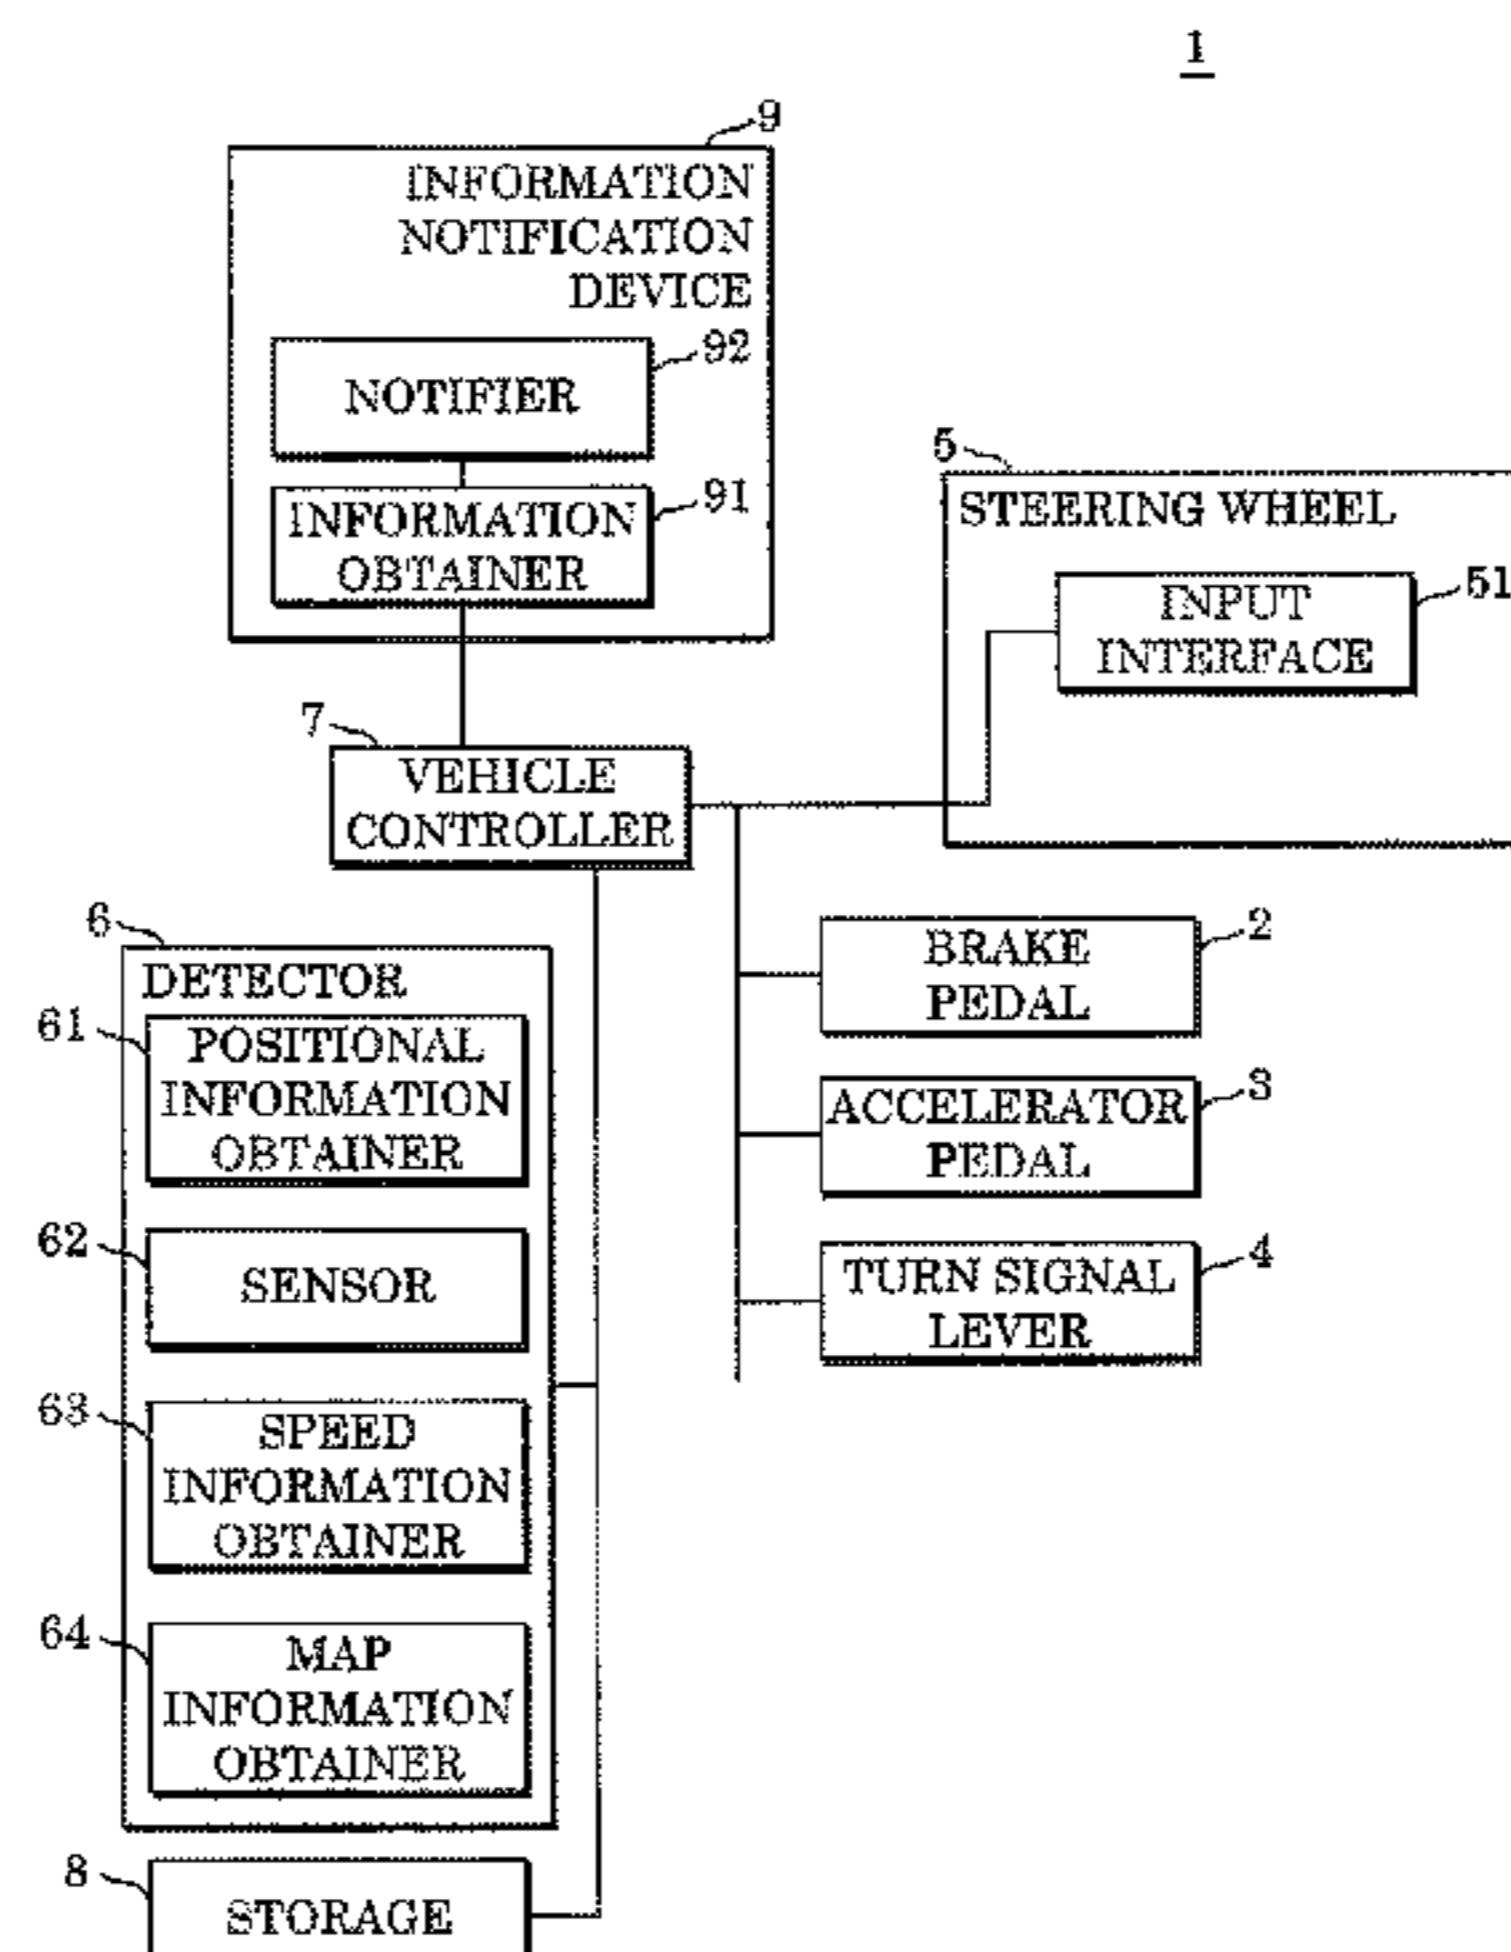 1
9
INFORMATION
NOTIFICATION
DEVICE
92
NOTIFIER
91
INFORMATION
OBTAINER
5
STEERING WHEEL
51
INPUT
INTERFACE
7
VEHICLE
CONTROLLER
6
DETECTOR
61
POSITIONAL
INFORMATION
OBTAINER
62
SENSOR
63
SPEED
INFORMATION
OBTAINER
64
MAP
INFORMATION
OBTAINER
8
STORAGE
2
BRAKE
PEDAL
3
ACCELERATOR
PEDAL
4
TURN SIGNAL
LEVER